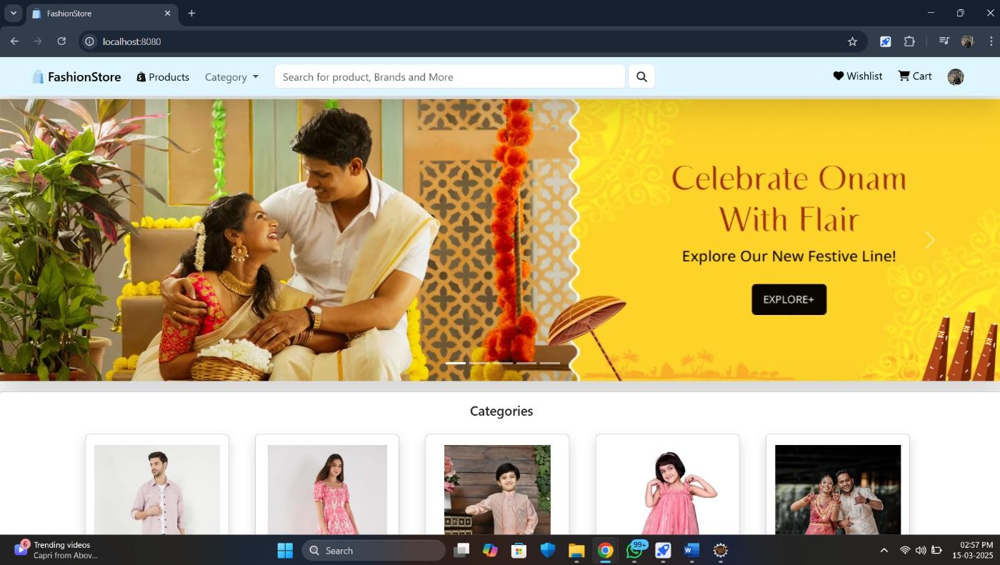 FashionStore
localhost:8080
FashionStore
Products
Category
Search for product, Brands and More
Wishlist
Cart
Celebrate Onam
With Flair
Explore Our New Festive Line!
EXPLORE+
Categories
6
Trending videos
Capri from Abov...
Search
99+
02:57 PM
15-03-2025